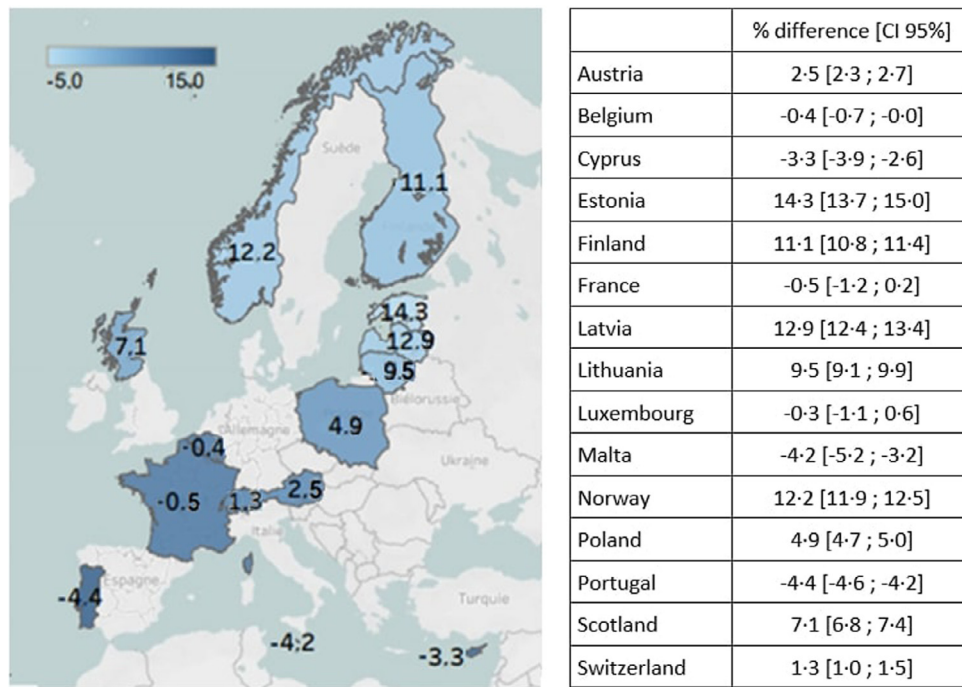 -5.0 15.0
Suède
11.1
12.2
14.3
12.9
9.5
7.1
Biélorussie
4.9
Allemagne
-0.4
Ukraine
-0.5
1.3
2.5
Italie
Espagne
-4.4
Turquie
-4.2
-3.3
% difference [CI 95%]
Austria 2·5 [2·3 ; 2·7]
Belgium -0·4 [-0·7 ; -0·0]
Cyprus -3·3 [-3·9 ; -2·6]
Estonia 14·3 [13·7 ; 15·0]
Finland 11·1 [10·8 ; 11·4]
France -0·5 [-1·2 ; 0·2]
Latvia 12·9 [12·4 ; 13·4]
Lithuania 9·5 [9·1 ; 9·9]
Luxembourg -0·3 [-1·1 ; 0·6]
Malta -4·2 [-5·2 ; -3·2]
Norway 12·2 [11·9 ; 12·5]
Poland 4·9 [4·7 ; 5·0]
Portugal -4·4 [-4·6 ; -4·2]
Scotland 7·1 [6·8 ; 7·4]
Switzerland 1·3 [1·0 ; 1·5]